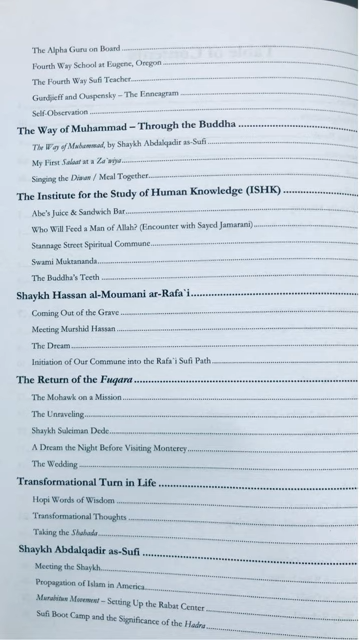 The Alpha Guru on Board
Fourth Way School at Eugene, Oregon
The Fourth Way Sufi Teacher
Gurdjieff and Ouspensky – The Enneagram
Self-Observation
The Way of Muhammad – Through the Buddha
The Way of Muhammad, by Shaykh Abdalqadir as-Sufi
My First Salaat at a Za`wiya
Singing the Diwan / Meal Together
The Institute for the Study of Human Knowledge (ISHK)
Abe's Juice & Sandwich Bar
Who Will Feed a Man of Allah? (Encounter with Sayed Jamarani)
Stannage Street Spiritual Commune
Swami Muktananda
The Buddha's Teeth
Shaykh Hassan al-Moumani ar-Rafa`i
Coming Out of the Grave
Meeting Murshid Hassan
The Dream
Initiation of Our Commune into the Rafa`i Sufi Path
The Return of the Fuqara
The Mohawk on a Mission
The Unraveling
Shaykh Suleiman Dede
A Dream the Night Before Visiting Monterey
The Wedding
Transformational Turn in Life
Hopi Words of Wisdom
Transformational Thoughts
Taking the Shahada
Shaykh Abdalqadir as-Sufi
Meeting the Shaykh
Propagation of Islam in America
Murabitun Movement – Setting Up the Rabat Center
Sufi Boot Camp and the Significance of the Hadra